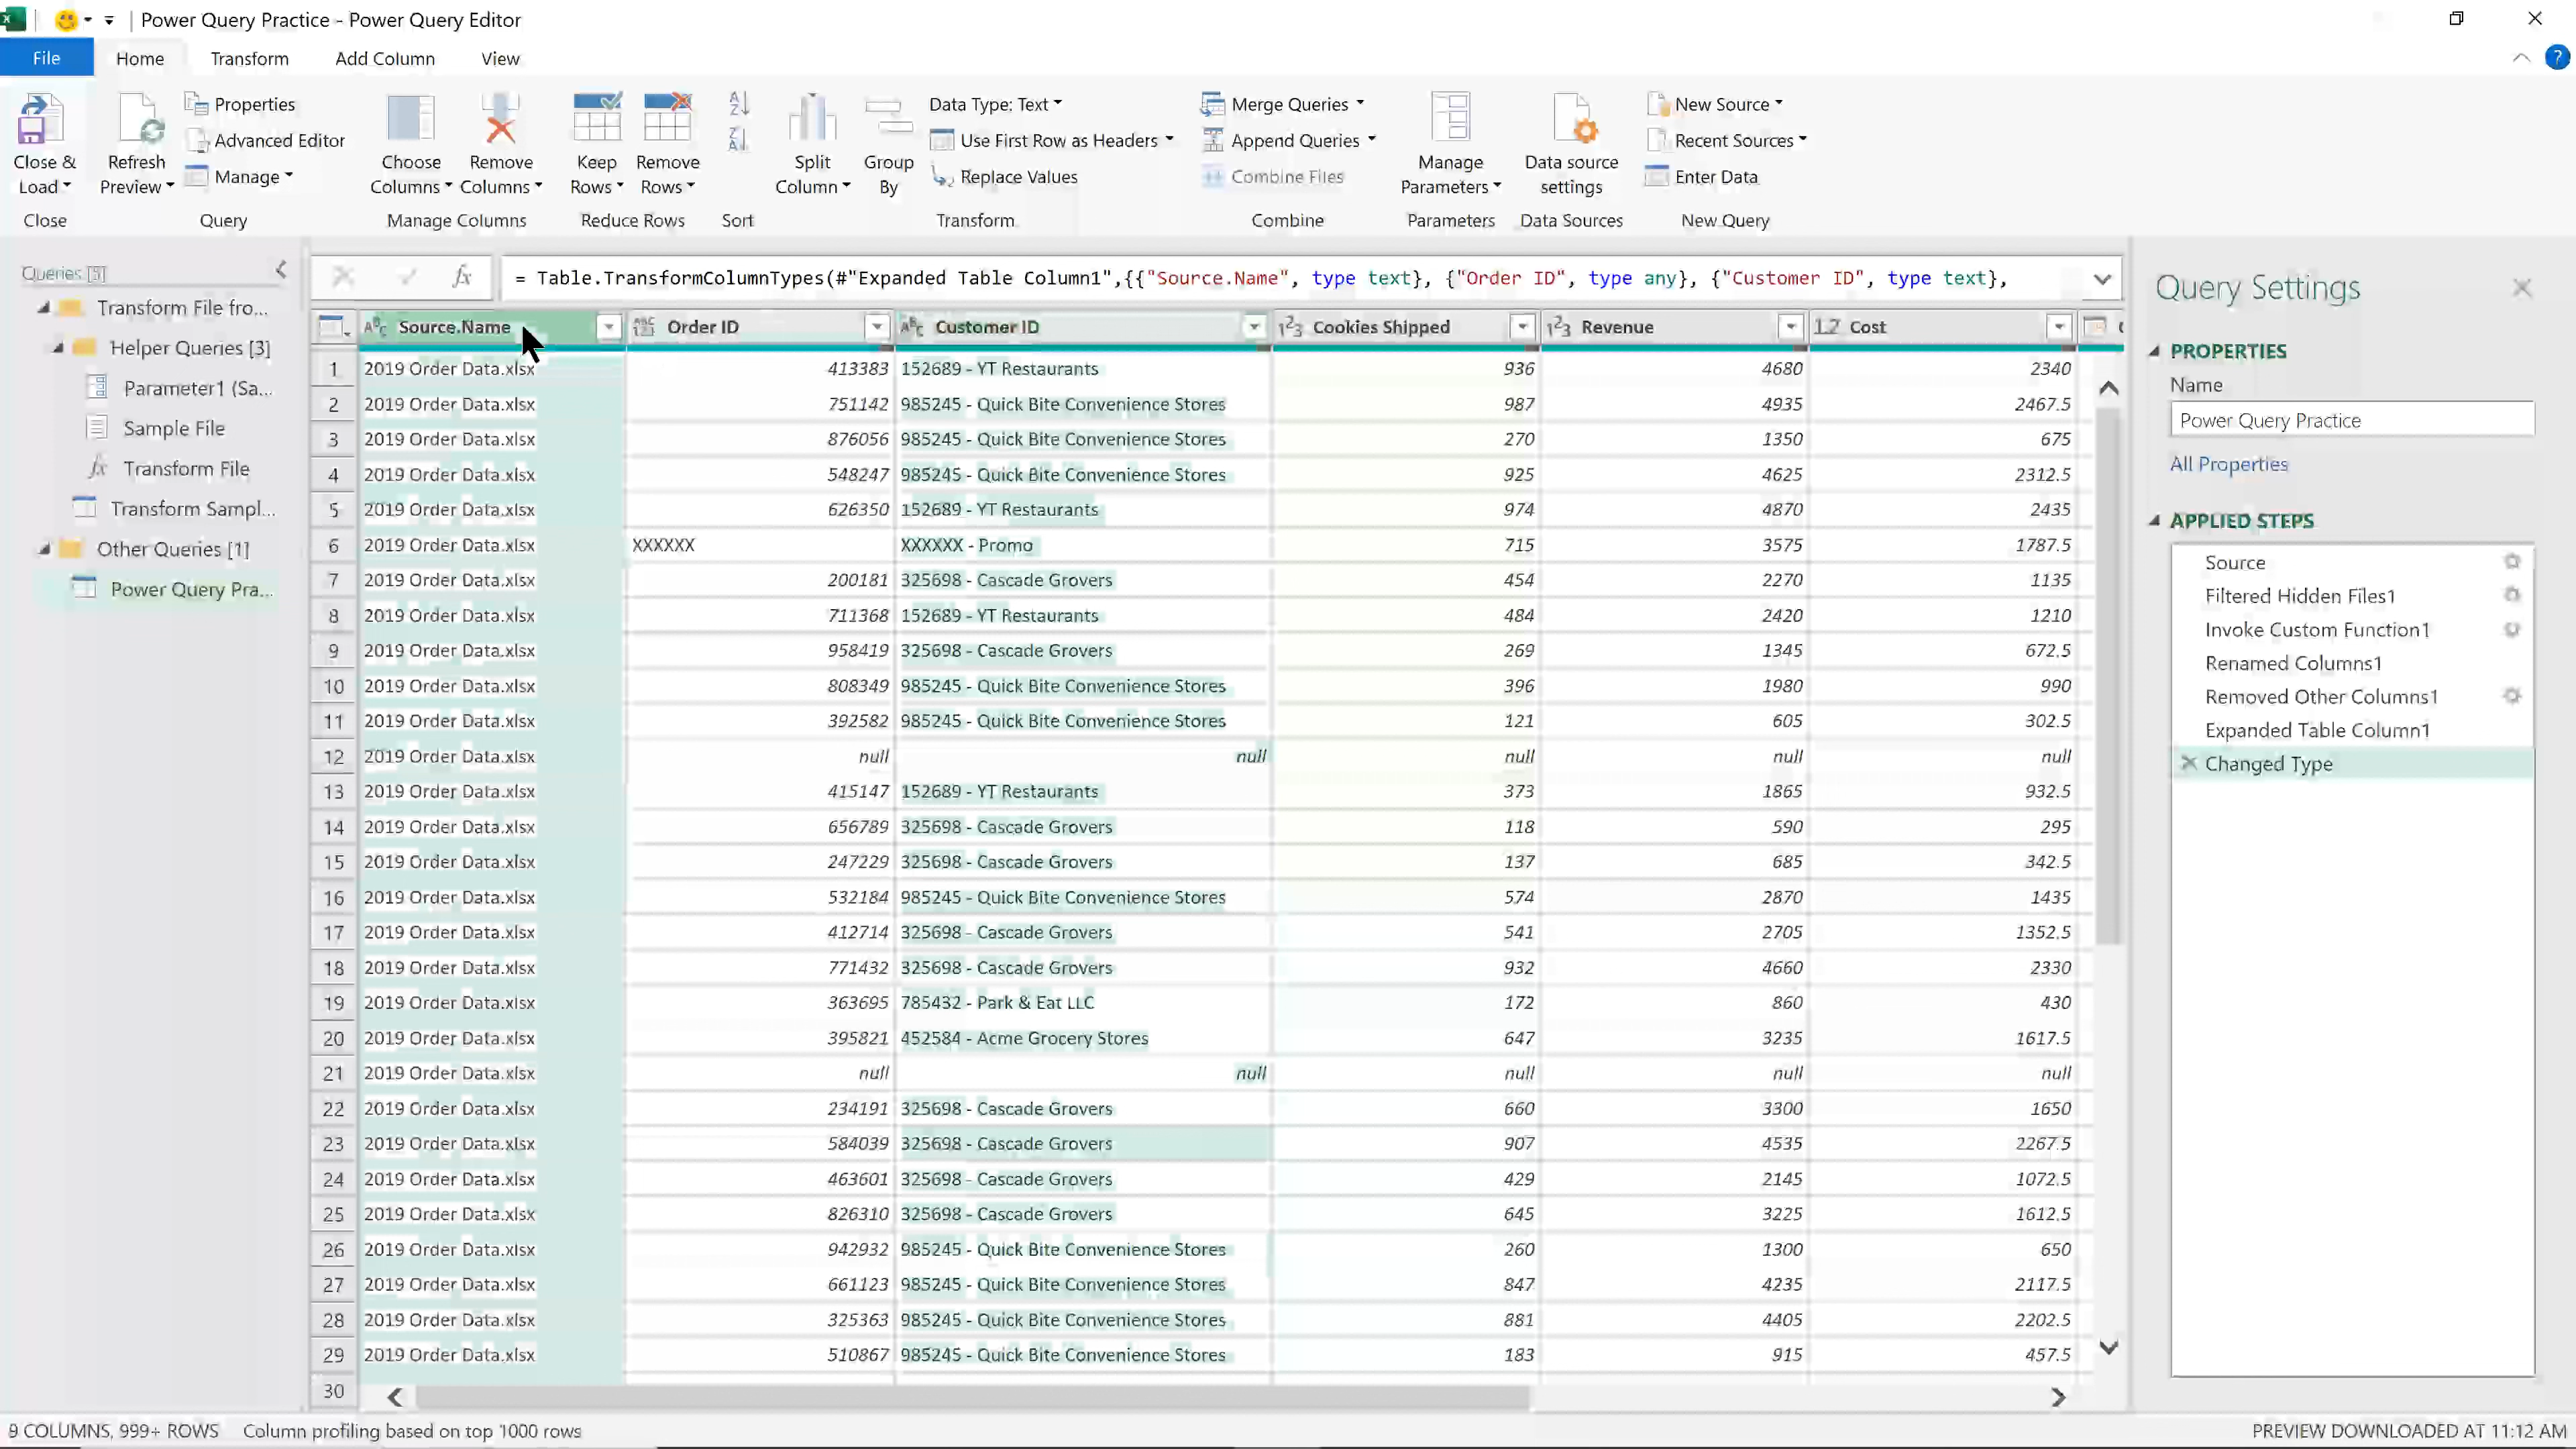 Power Query Practice - Power Query Editor
File Home Transform Add Column View
Close & Load
Refresh Preview
Properties
Advanced Editor
Manage
Choose Columns
Remove Columns
Keep Rows
Remove Rows
Split Column
Group By
Data Type: Text
Use First Row as Headers
Replace Values
Merge Queries
Append Queries
Combine Files
Manage Parameters
Data source settings
New Source
Recent Sources
Enter Data
Close Query Manage Columns Reduce Rows Sort Transform Combine Parameters Data Sources New Query
Queries [5]
Transform File fro...
Helper Queries [3]
Parameter1 (Sa...
Sample File
Transform File
Transform Sampl...
Other Queries [1]
Power Query Pra...
= Table.TransformColumnTypes(#"Expanded Table Column1",{{"Source.Name", type text}, {"Order ID", type any}, {"Customer ID", type text},
Source.Name Order ID Customer ID Cookies Shipped Revenue Cost
1 2019 Order Data.xlsx 413383 152689 - YT Restaurants 936 4680 2340
2 2019 Order Data.xlsx 751142 985245 - Quick Bite Convenience Stores 987 4935 2467.5
3 2019 Order Data.xlsx 876056 985245 - Quick Bite Convenience Stores 270 1350 675
4 2019 Order Data.xlsx 548247 985245 - Quick Bite Convenience Stores 925 4625 2312.5
5 2019 Order Data.xlsx 626350 152689 - YT Restaurants 974 4870 2435
6 2019 Order Data.xlsx XXXXXX XXXXXX - Promo 715 3575 1787.5
7 2019 Order Data.xlsx 200181 325698 - Cascade Grovers 454 2270 1135
8 2019 Order Data.xlsx 711368 152689 - YT Restaurants 484 2420 1210
9 2019 Order Data.xlsx 958419 325698 - Cascade Grovers 269 1345 672.5
10 2019 Order Data.xlsx 808349 985245 - Quick Bite Convenience Stores 396 1980 990
11 2019 Order Data.xlsx 392582 985245 - Quick Bite Convenience Stores 121 605 302.5
12 2019 Order Data.xlsx null null null null null
13 2019 Order Data.xlsx 415147 152689 - YT Restaurants 373 1865 932.5
14 2019 Order Data.xlsx 656789 325698 - Cascade Grovers 118 590 295
15 2019 Order Data.xlsx 247229 325698 - Cascade Grovers 137 685 342.5
16 2019 Order Data.xlsx 532184 985245 - Quick Bite Convenience Stores 574 2870 1435
17 2019 Order Data.xlsx 412714 325698 - Cascade Grovers 541 2705 1352.5
18 2019 Order Data.xlsx 771432 325698 - Cascade Grovers 932 4660 2330
19 2019 Order Data.xlsx 363695 785432 - Park & Eat LLC 172 860 430
20 2019 Order Data.xlsx 395821 452584 - Acme Grocery Stores 647 3235 1617.5
21 2019 Order Data.xlsx null null null null null
22 2019 Order Data.xlsx 234191 325698 - Cascade Grovers 660 3300 1650
23 2019 Order Data.xlsx 584039 325698 - Cascade Grovers 907 4535 2267.5
24 2019 Order Data.xlsx 463601 325698 - Cascade Grovers 429 2145 1072.5
25 2019 Order Data.xlsx 826310 325698 - Cascade Grovers 645 3225 1612.5
26 2019 Order Data.xlsx 942932 985245 - Quick Bite Convenience Stores 260 1300 650
27 2019 Order Data.xlsx 661123 985245 - Quick Bite Convenience Stores 847 4235 2117.5
28 2019 Order Data.xlsx 325363 985245 - Quick Bite Convenience Stores 881 4405 2202.5
29 2019 Order Data.xlsx 510867 985245 - Quick Bite Convenience Stores 183 915 457.5
30
Query Settings
PROPERTIES
Name
Power Query Practice
All Properties
APPLIED STEPS
Source
Filtered Hidden Files1
Invoke Custom Function1
Renamed Columns1
Removed Other Columns1
Expanded Table Column1
Changed Type
9 COLUMNS, 999+ ROWS Column profiling based on top 1000 rows
PREVIEW DOWNLOADED AT 11:12 AM